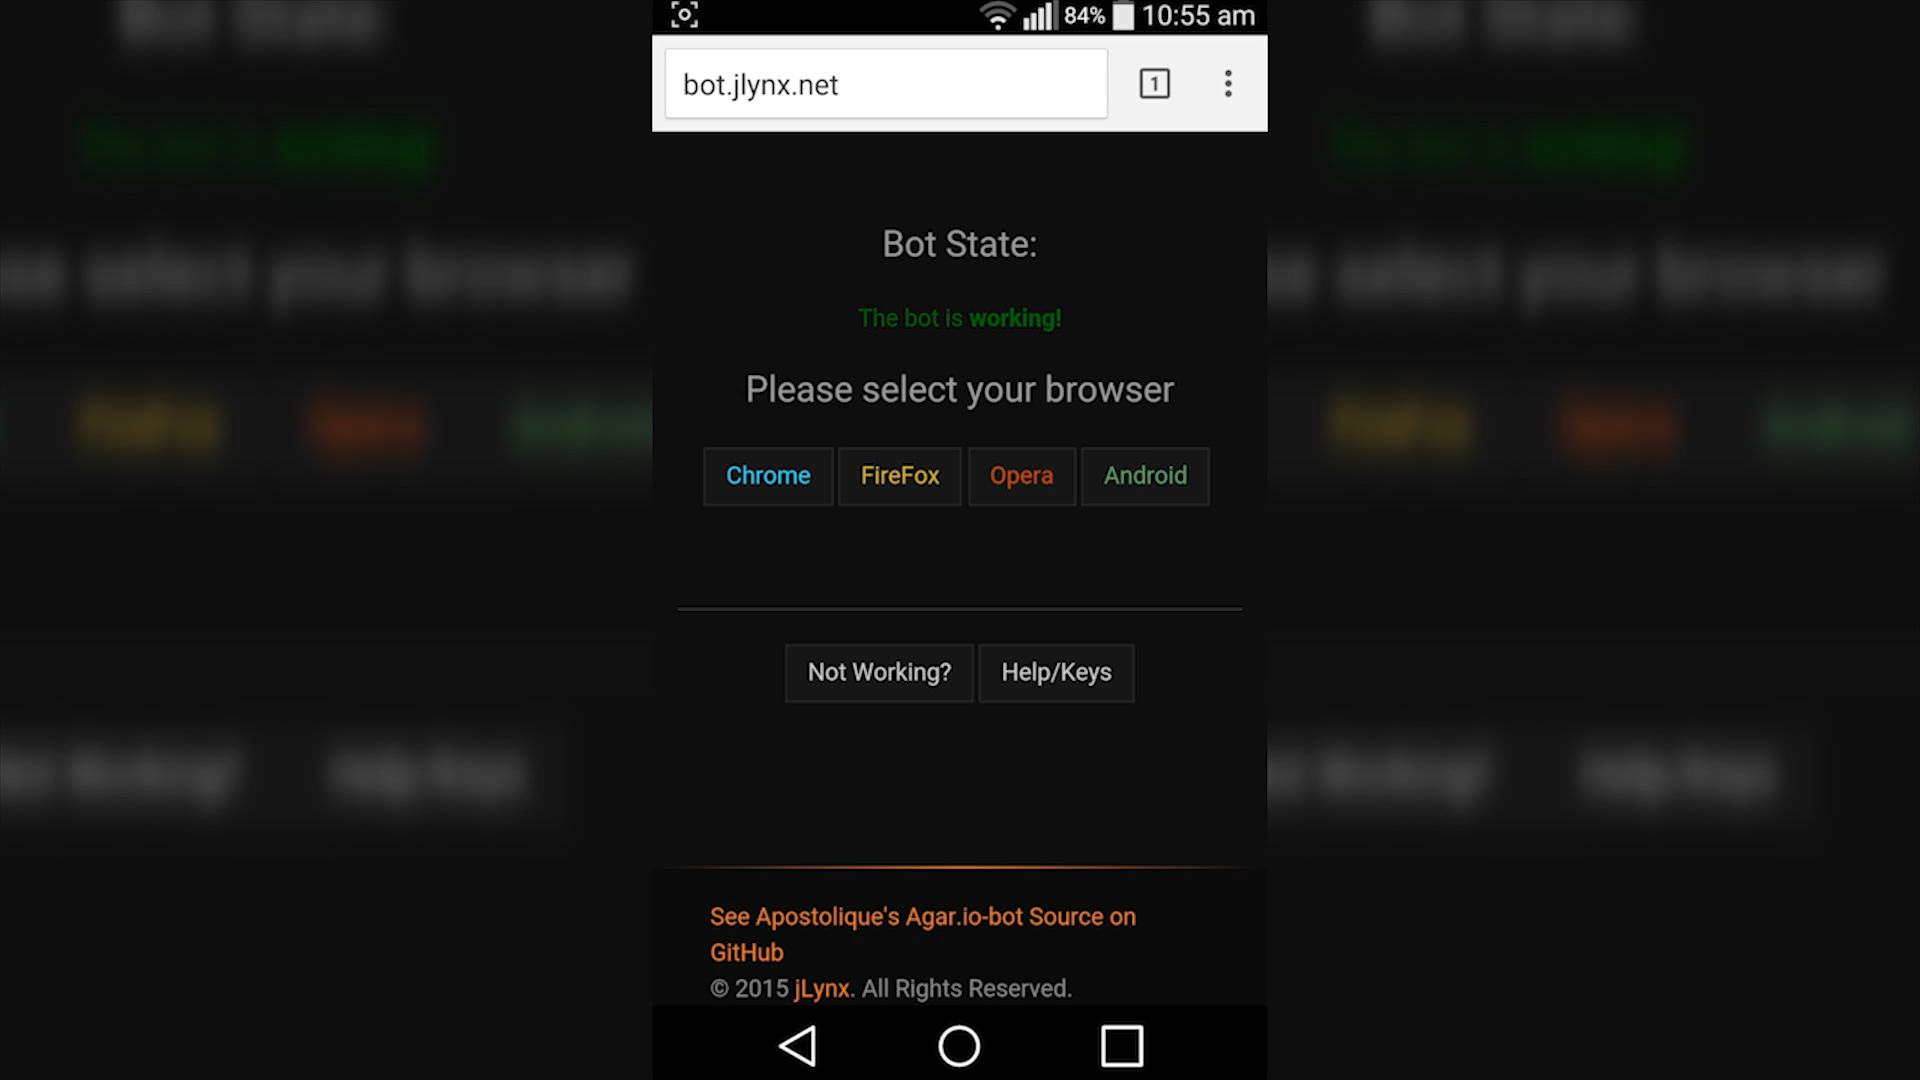 84% 10:55 am
bot.jlynx.net 1
Bot State:
The bot is working!
Please select your browser
Chrome FireFox Opera Android
Not Working? Help/Keys
See Apostolique's Agar.io-bot Source on
GitHub
© 2015 jLynx. All Rights Reserved.